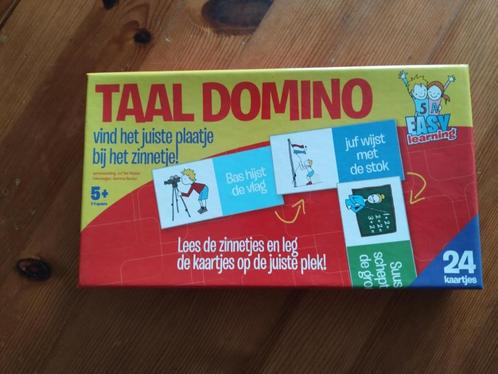 TAAL DOMINO
vind het juiste plaatje
bij het zinnetje!
5+
Bas hijst
de vlag
juf wijst
met
de stok
EASY
learning
Lees de zinnetjes en leg
de kaartjes op de juiste plek!
24
kaartjes